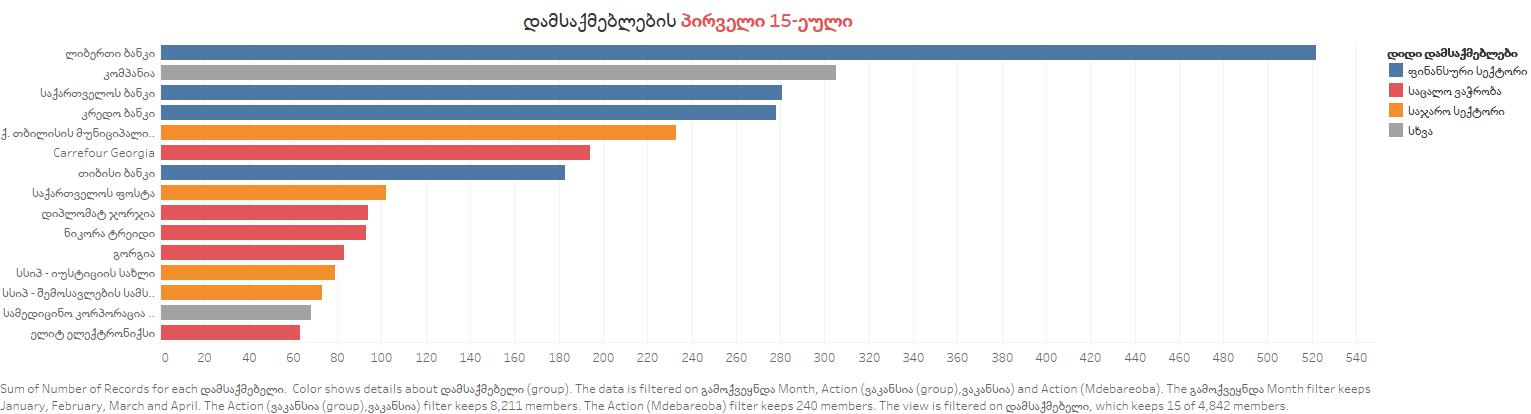 დამსაქმებლების პირველი 15-ეული
დიდი დამსაქმებლები
ფინანსური სექტორი
საცალო ვაჭრობა
საჯარო სექტორი
სხვა
ლიბერთი ბანკი
კომპანია
საქართველოს ბანკი
კრედო ბანკი
ქ. თბილისის მუნიციპალი..
Carrefour Georgia
თიბისი ბანკი
საქართველოს ფოსტა
დიპლომატ ჯორჯია
ნიკორა ტრეიდი
გორგია
სსიპ - იუსტიციის სახლი
სსიპ - შემოსავლების სამს..
სამედიცინო კორპორაცია ..
ელიტ ელექტრონიქსი
0 20 40 60 80 100 120 140 160 180 200 220 240 260 280 300 320 340 360 380 400 420 440 460 480 500 520 540
Sum of Number of Records for each დამსაქმებელი. Color shows details about დამსაქმებელი (group). The data is filtered on გამოქვეყნდა Month, Action (ვაკანსია (group),ვაკანსია) and Action (Mdebareoba). The გამოქვეყნდა Month filter keeps
January, February, March and April. The Action (ვაკანსია (group),ვაკანსია) filter keeps 8,211 members. The Action (Mdebareoba) filter keeps 240 members. The view is filtered on დამსაქმებელი, which keeps 15 of 4,842 members.